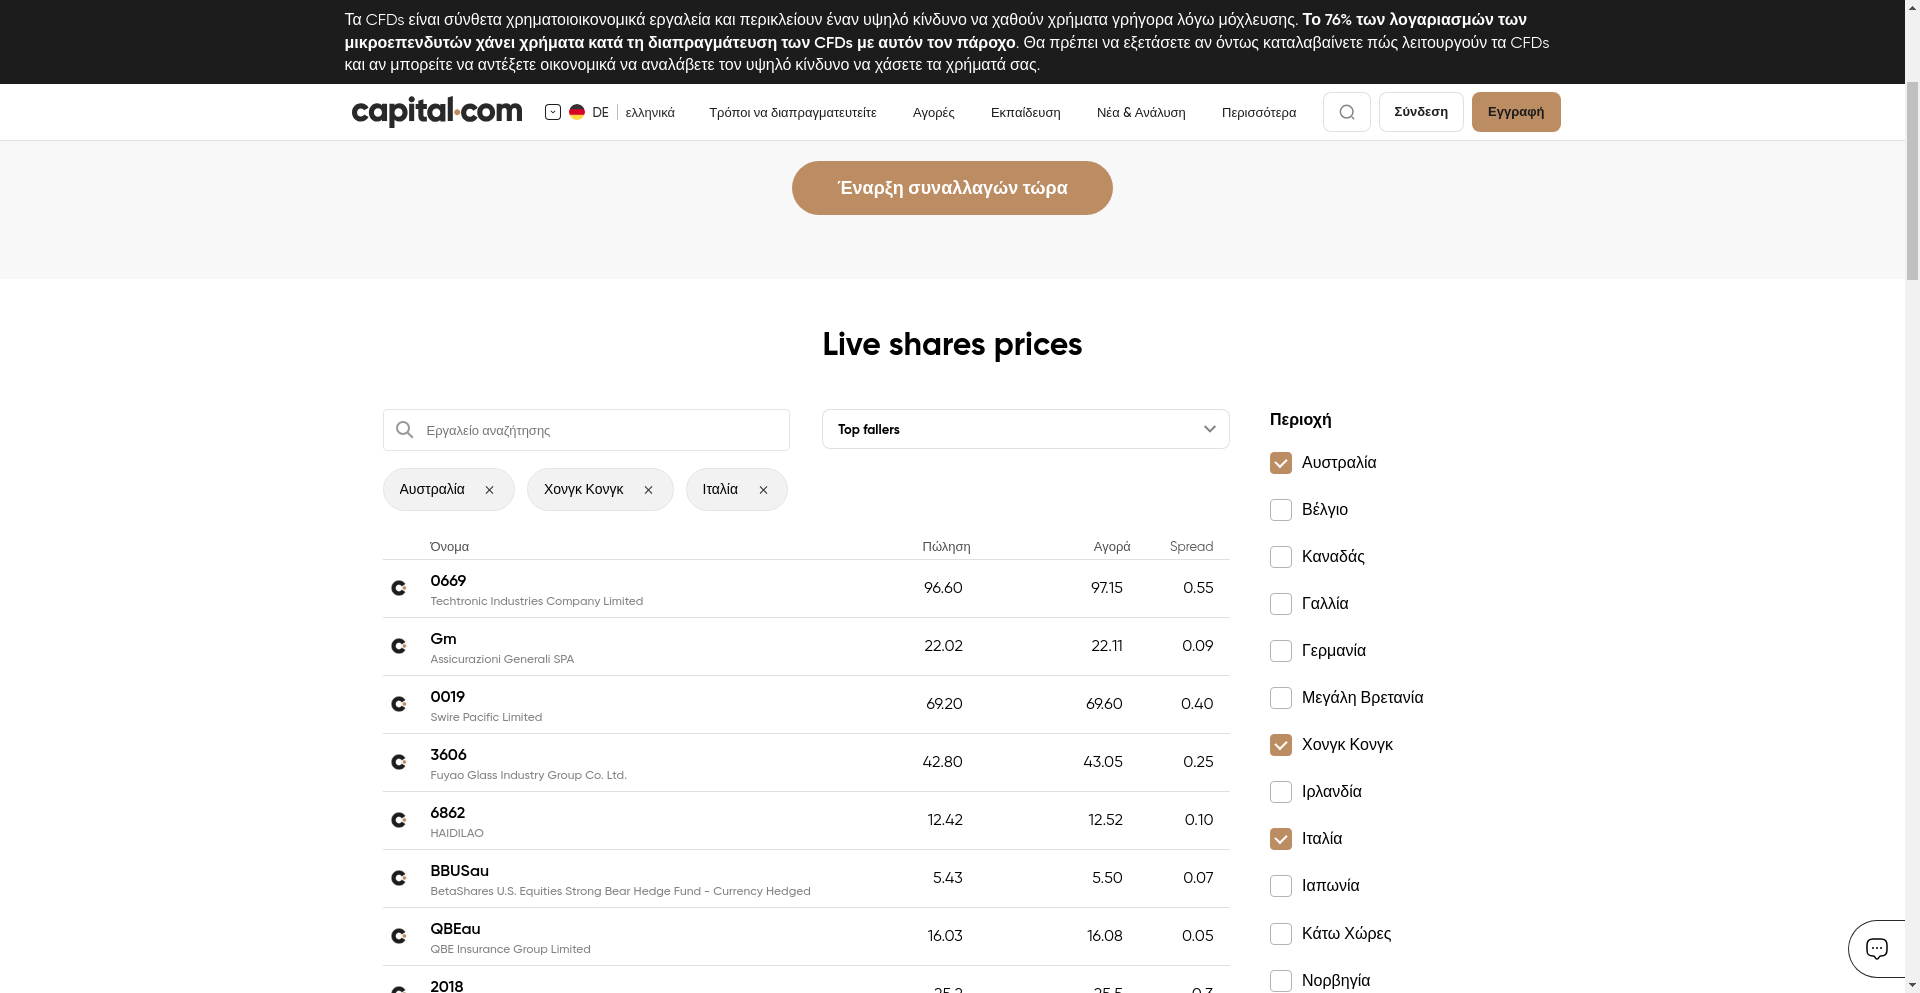 Τα CFDs είναι σύνθετα χρηματοιοικονομικά εργαλεία και περικλείουν έναν υψηλό κίνδυνο να χαθούν χρήματα γρήγορα λόγω μόχλευσης. Το 76% των λογαριασμών των
μικροεπενδυτών χάνει χρήματα κατά τη διαπραγμάτευση των CFDs με αυτόν τον πάροχο. Θα πρέπει να εξετάσετε αν όντως καταλαβαίνετε πώς λειτουργούν τα CFDs
και αν μπορείτε να αντέξετε οικονομικά να αναλάβετε τον υψηλό κίνδυνο να χάσετε τα χρήματά σας.
capital.com DE ελληνικά Τρόποι να διαπραγματευτείτε Αγορές Εκπαίδευση Νέα & Ανάλυση Περισσότερα Σύνδεση Εγγραφή
Έναρξη συναλλαγών τώρα
Live shares prices
Εργαλείο αναζήτησης
Top fallers
Αυστραλία Χονγκ Κονγκ Ιταλία
Όνομα Πώληση Αγορά Spread
0669 96.60 97.15 0.55
Techtronic Industries Company Limited
Gm 22.02 22.11 0.09
Assicurazioni Generali SPA
0019 69.20 69.60 0.40
Swire Pacific Limited
3606 42.80 43.05 0.25
Fuyao Glass Industry Group Co. Ltd.
6862 12.42 12.52 0.10
HAIDILAO
BBUSau 5.43 5.50 0.07
BetaShares U.S. Equities Strong Bear Hedge Fund - Currency Hedged
QBEau 16.03 16.08 0.05
QBE Insurance Group Limited
2018 25.2 25.5 0.3
Περιοχή
Αυστραλία
Βέλγιο
Καναδάς
Γαλλία
Γερμανία
Μεγάλη Βρετανία
Χονγκ Κονγκ
Ιρλανδία
Ιταλία
Ιαπωνία
Κάτω Χώρες
Νορβηγία